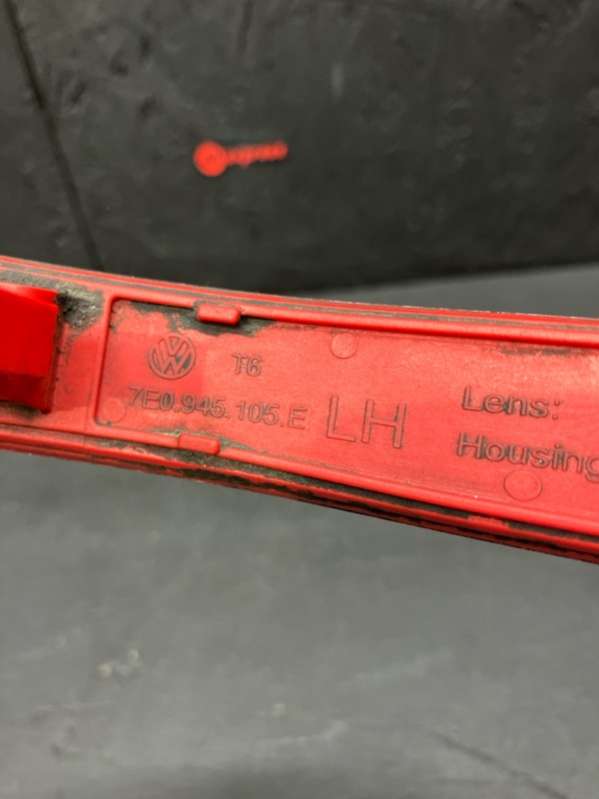 T6
7E0.945.105.E LH
Lens:
Housing